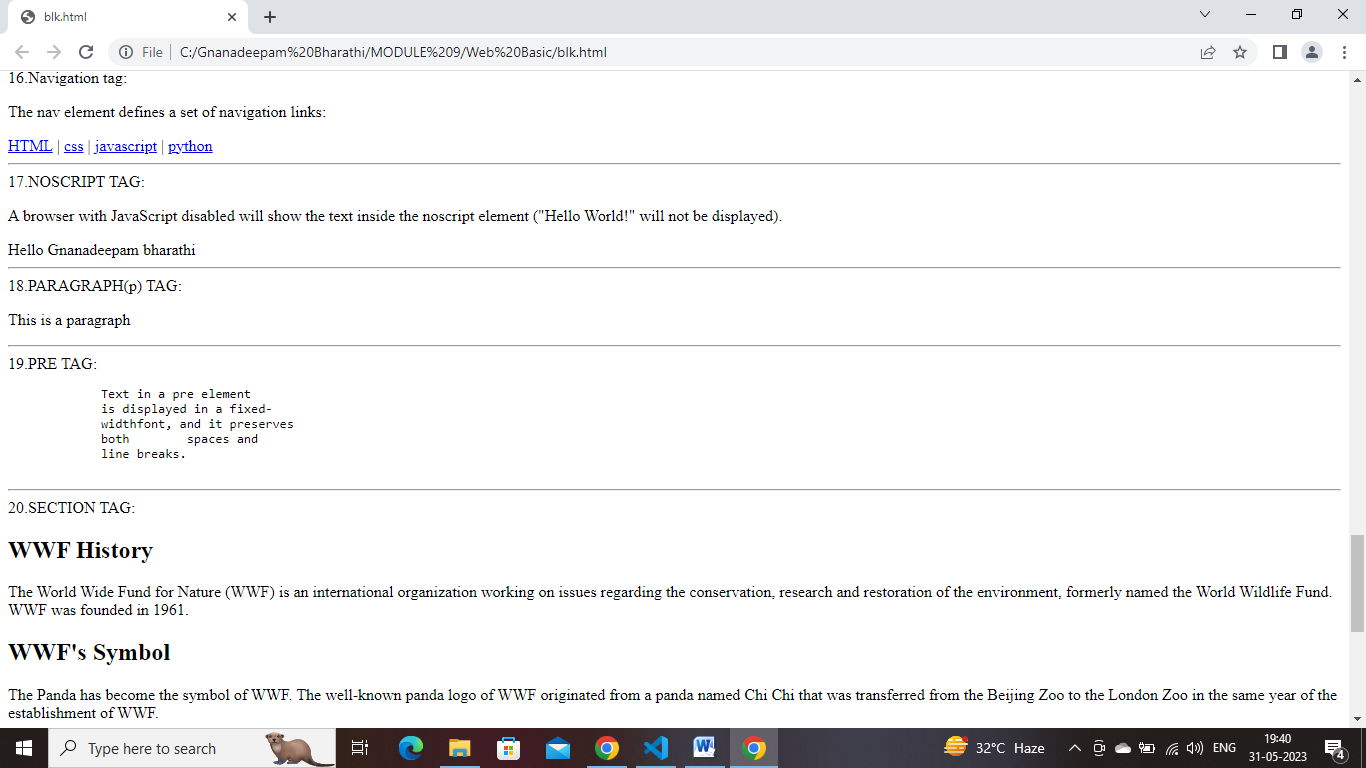 blk.html
File
C:/Gnanadeepam%20Bharathi/MODULE%209/Web%20Basic/blk.html
16.Navigation tag:
The nav element defines a set of navigation links:
HTML | css | javascript | python
17.NOSCRIPT TAG:
A browser with JavaScript disabled will show the text inside the noscript element ("Hello World!" will not be displayed).
Hello Gnanadeepam bharathi
18.PARAGRAPH(p) TAG:
This is a paragraph
19.PRE TAG:
Text in a pre element
is displayed in a fixed-
widthfont, and it preserves
both        spaces and
line breaks.
20.SECTION TAG:
WWF History
The World Wide Fund for Nature (WWF) is an international organization working on issues regarding the conservation, research and restoration of the environment, formerly named the World Wildlife Fund.
WWF was founded in 1961.
WWF's Symbol
The Panda has become the symbol of WWF. The well-known panda logo of WWF originated from a panda named Chi Chi that was transferred from the Beijing Zoo to the London Zoo in the same year of the
establishment of WWF.
Type here to search
W
32°C Haze
ENG
19:40
31-05-2023
4